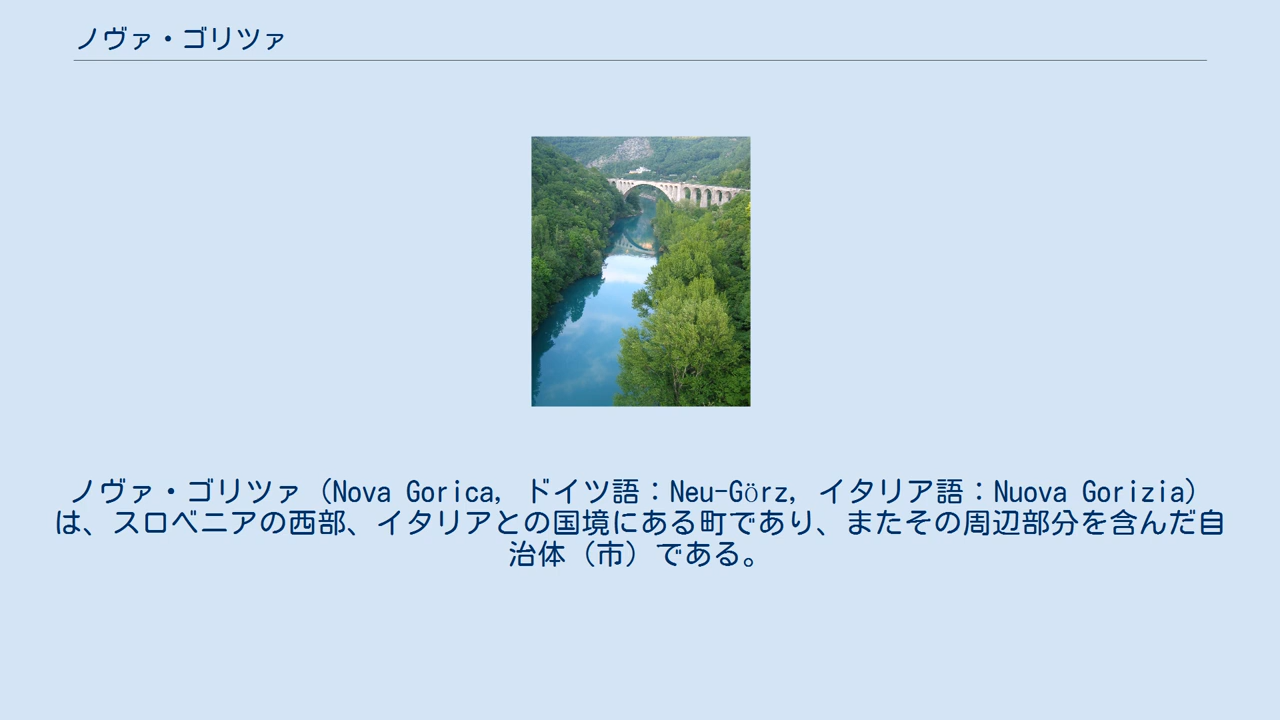 ノヴァ・ゴリツァ
ノヴァ・ゴリツァ（Nova Gorica, ドイツ語：Neu-Görz, イタリア語：Nuova Gorizia）
は、スロベニアの西部、イタリアとの国境にある町であり、またその周辺部分を含んだ自
治体（市）である。